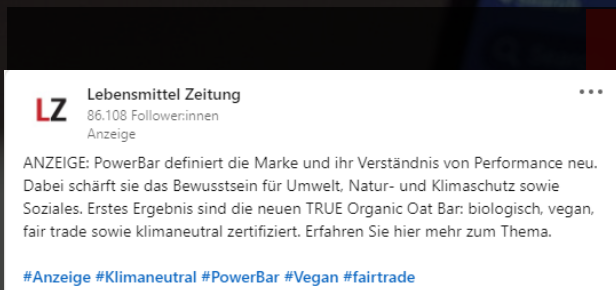 LZ
Lebensmittel Zeitung
86.108 Follower:innen
Anzeige
ANZEIGE: PowerBar definiert die Marke und ihr Verständnis von Performance neu.
Dabei schärft sie das Bewusstsein für Umwelt, Natur- und Klimaschutz sowie
Soziales. Erstes Ergebnis sind die neuen TRUE Organic Oat Bar: biologisch, vegan,
fair trade sowie klimaneutral zertifiziert. Erfahren Sie hier mehr zum Thema.
#Anzeige #Klimaneutral #PowerBar #Vegan #fairtrade